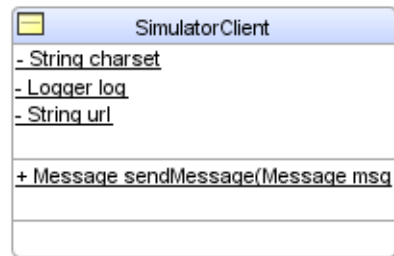 SimulatorClient
- String charset
- Logger log
- String url
+ Message sendMessage(Message msg